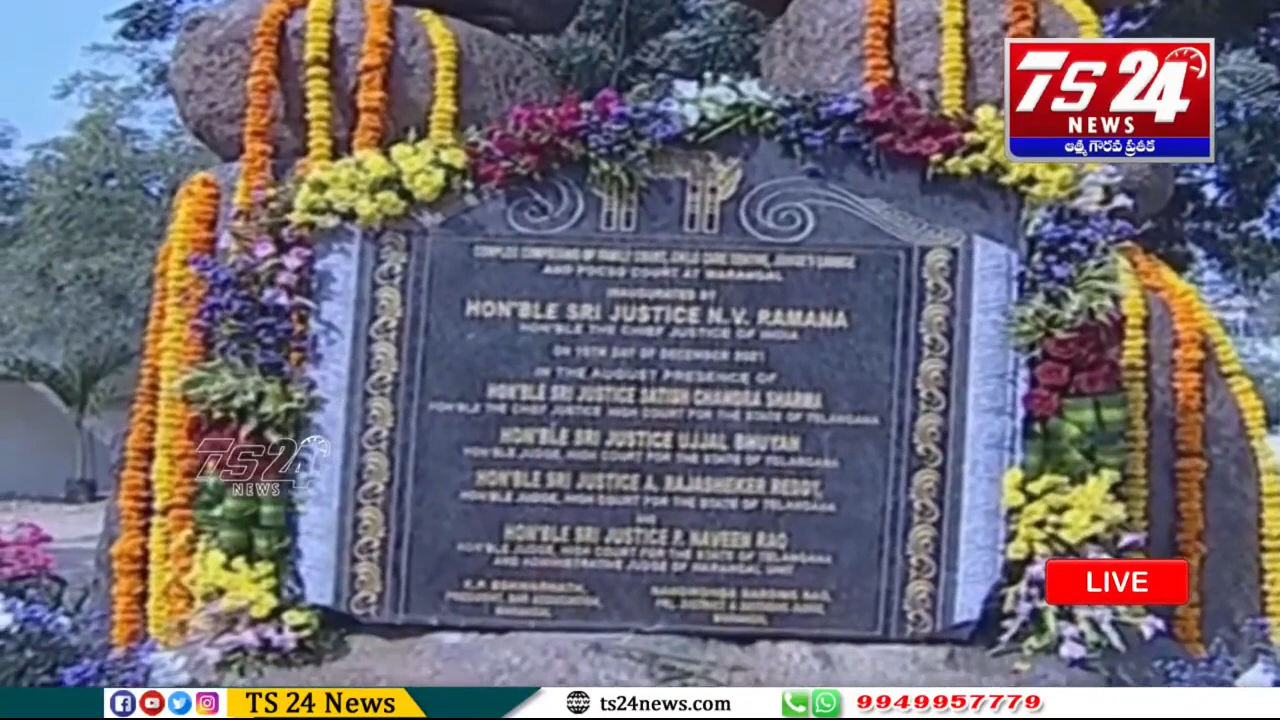 TS 24
NEWS
ఆత్మ గౌరవ ప్రతీక
COMPLEX COMPRISING OF FAMILY COURT, CHILD CARE CENTRE, JUDGE'S LOUNGE
AND POCSO COURT AT WARANGAL
INAUGURATED BY
HON'BLE SRI JUSTICE N.V. RAMANA
HON'BLE THE CHIEF JUSTICE OF INDIA
ON 19TH DAY OF DECEMBER 2021
IN THE AUGUST PRESENCE OF
HON'BLE SRI JUSTICE SATISH CHANDRA SHARMA
HON'BLE THE CHIEF JUSTICE HIGH COURT FOR THE STATE OF TELANGANA
HON'BLE SRI JUSTICE UJJAL BHUYAN
HON'BLE JUDGE, HIGH COURT FOR THE STATE OF TELANGANA
HON'BLE SRI JUSTICE A. RAJASHEKER REDDY,
HON'BLE JUDGE, HIGH COURT FOR THE STATE OF TELANGANA
AND
HON'BLE SRI JUSTICE P. NAVEEN RAO
HON'BLE JUDGE, HIGH COURT FOR THE STATE OF TELANGANA
AND ADMINISTRATIVE JUDGE OF WARANGAL UNIT
TS 24
NEWS
LIVE
TS 24 News
ts24news.com
9949957779